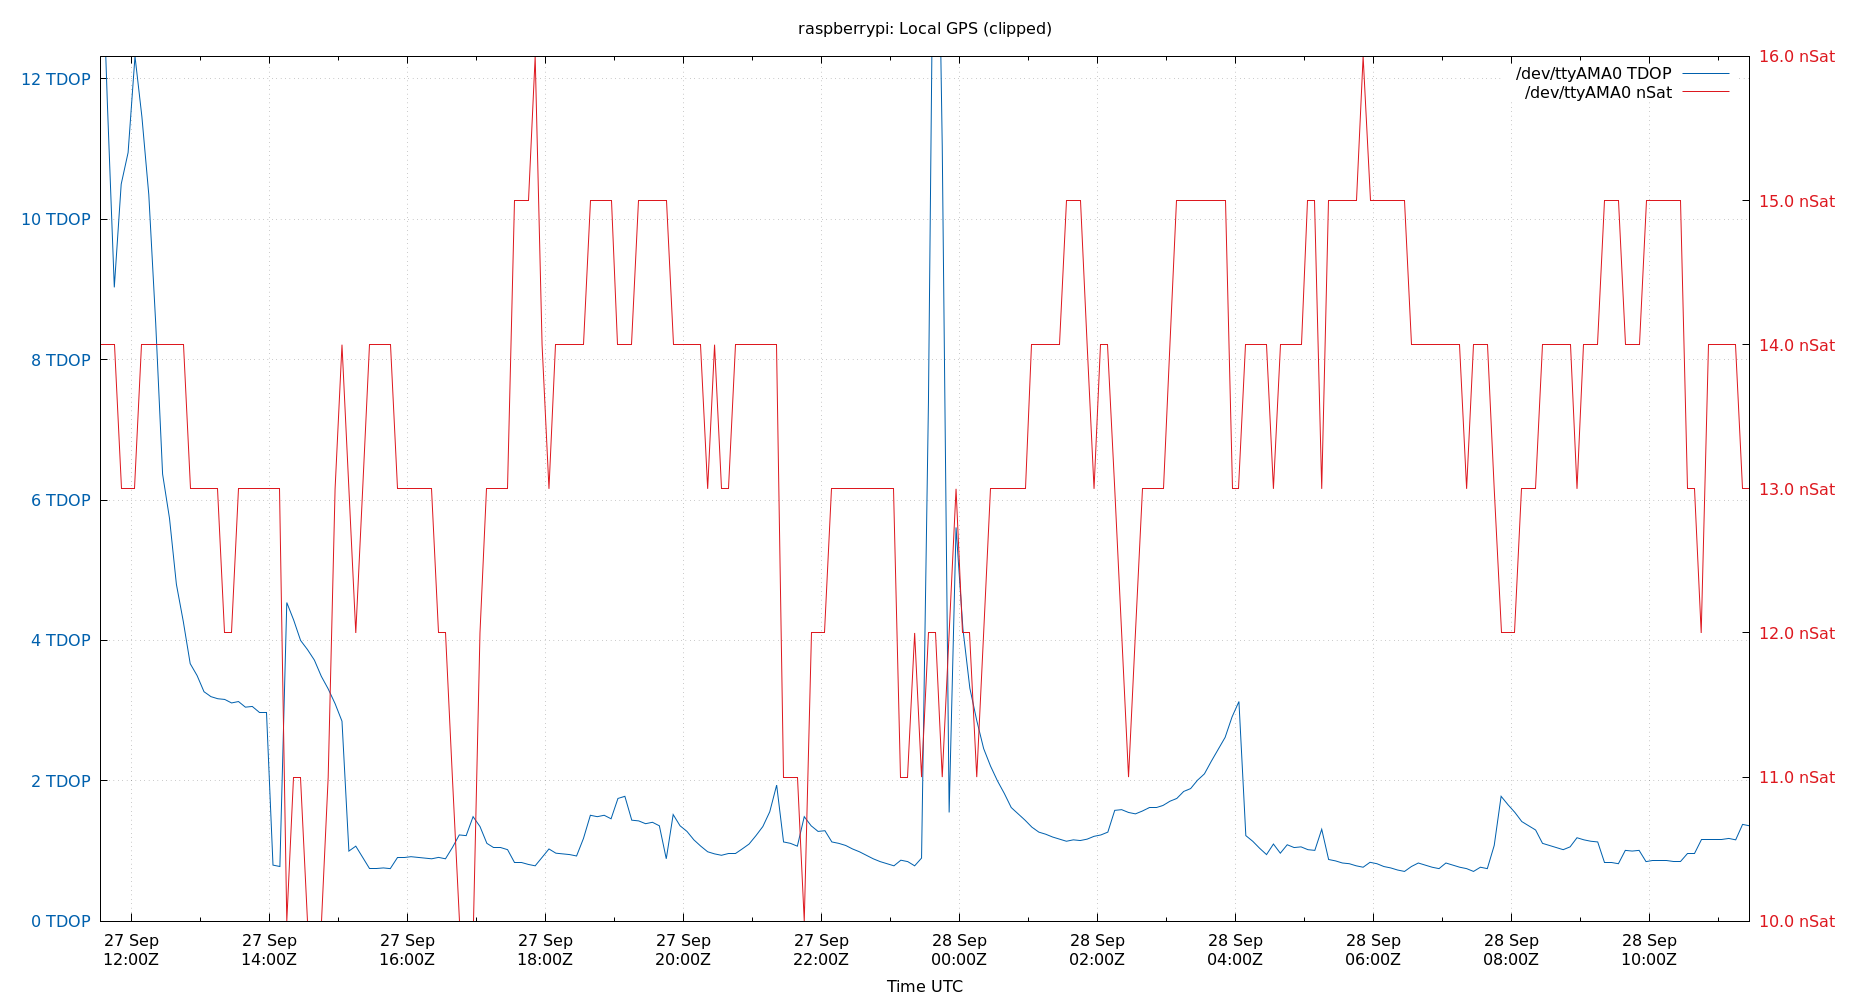 raspberrypi: Local GPS (clipped)
/dev/ttyAMA0 TDOP
/dev/ttyAMA0 nSat
12 TDOP
10 TDOP
8 TDOP
6 TDOP
4 TDOP
2 TDOP
0 TDOP
16.0 nSat
15.0 nSat
14.0 nSat
13.0 nSat
12.0 nSat
11.0 nSat
10.0 nSat
27 Sep 27 Sep 27 Sep 27 Sep 27 Sep 27 Sep 28 Sep 28 Sep 28 Sep 28 Sep 28 Sep 28 Sep
12:00Z 14:00Z 16:00Z 18:00Z 20:00Z 22:00Z 00:00Z 02:00Z 04:00Z 06:00Z 08:00Z 10:00Z
Time UTC